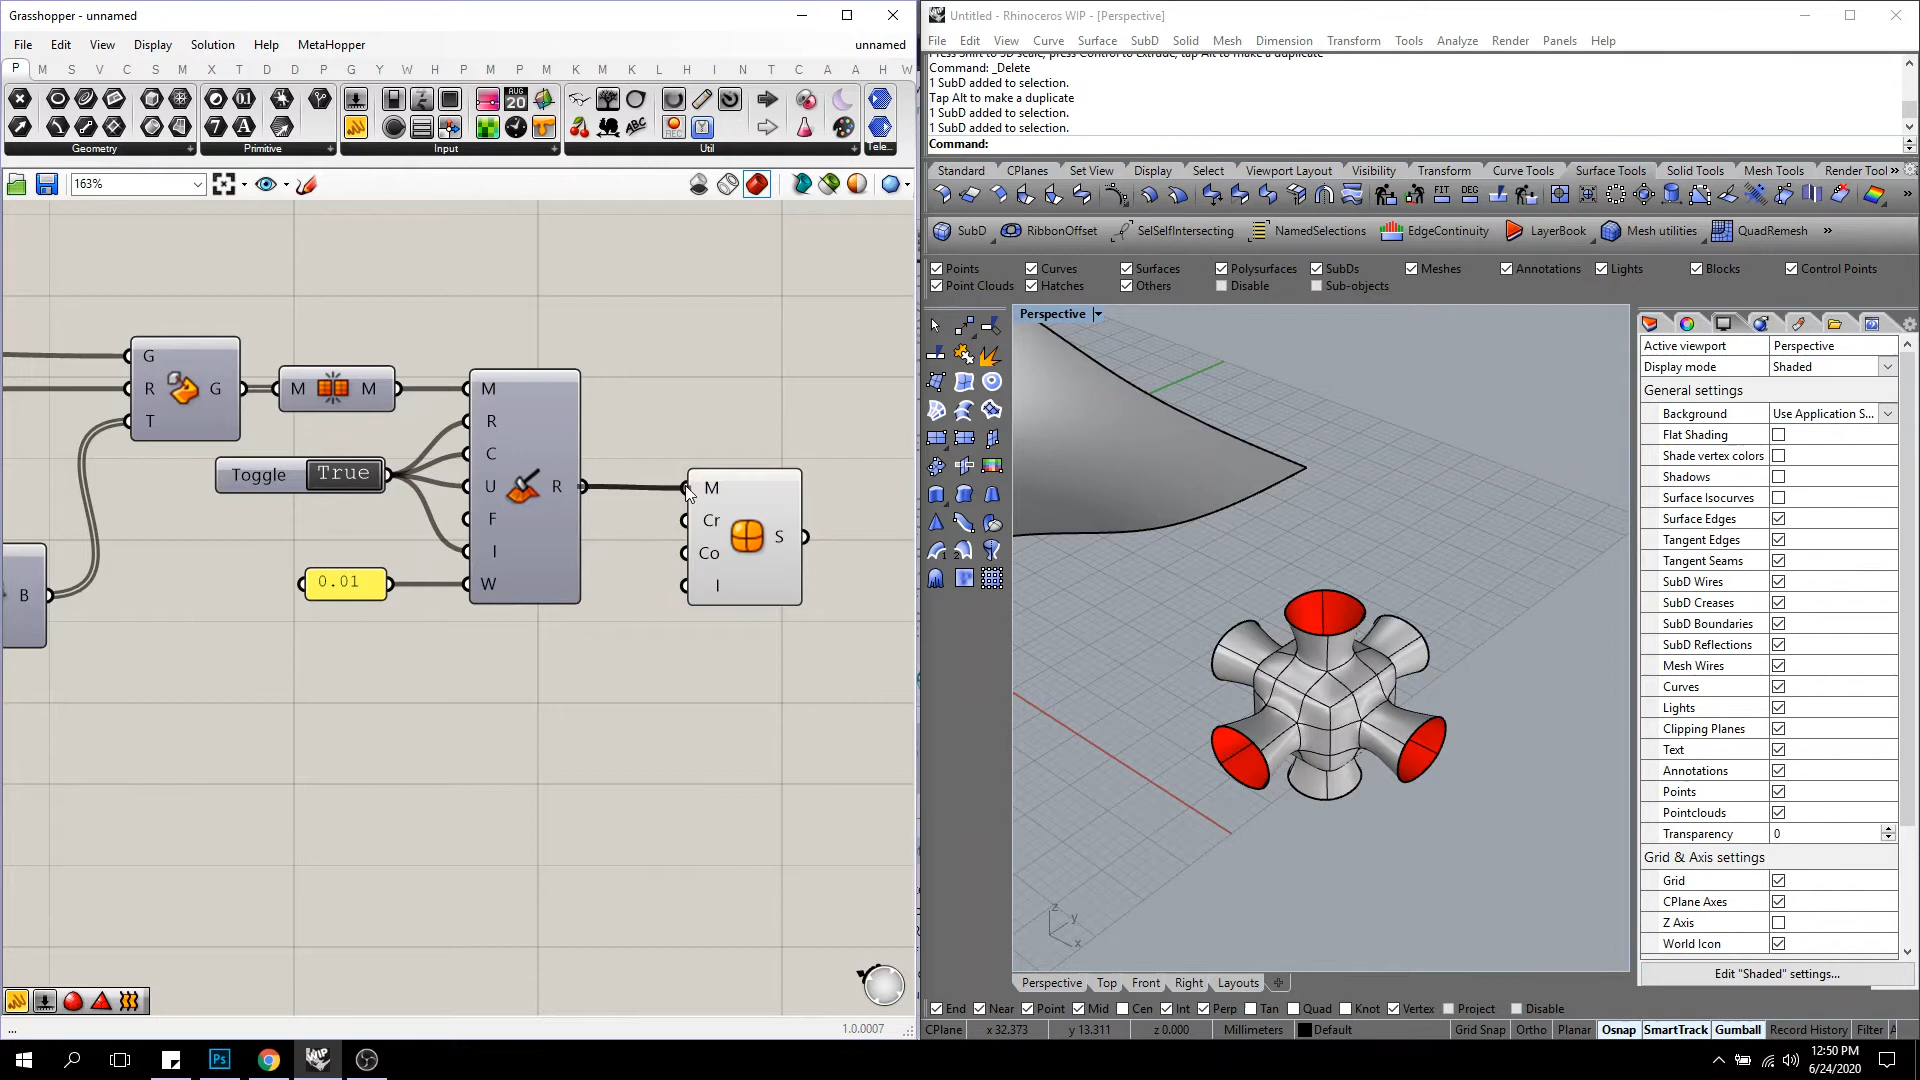 Grasshopper - unnamed
File Edit View Display Solution Help MetaHopper unnamed
P M S V C S M T D D F G Y W H P M P M K M K L H I N T C A A H W
Geometry Primitive Input Util Tele...
163%
G
R G
T
M M
M
R
C
U R
F
I
W
Toggle True
0.01
B
M
Cr
Co S
I
...
1.0.0007
Untitled - Rhinoceros WIP - [Perspective]
File Edit View Curve Surface SubD Solid Mesh Dimension Transform Tools Analyze Render Panels Help
Command: _Delete
1 SubD added to selection.
Tap Alt to make a duplicate
1 SubD added to selection.
1 SubD added to selection.
Command:
Standard CPlanes Set View Display Select Viewport Layout Visibility Transform Curve Tools Surface Tools Solid Tools Mesh Tools Render Tool »
SubD RibbonOffset SelSelfIntersecting NamedSelections EdgeContinuity LayerBook Mesh utilities QuadRemesh »
Points Curves Surfaces Polysurfaces SubDs Meshes Annotations Lights Blocks Control Points
Point Clouds Hatches Others Disable Sub-objects
Perspective
Active viewport Perspective
Display mode Shaded
General settings
Background Use Application S...
Flat Shading
Shade vertex colors
Shadows
Surface Isocurves
Surface Edges
Tangent Edges
Tangent Seams
SubD Wires
SubD Creases
SubD Boundaries
SubD Reflections
Mesh Wires
Curves
Lights
Clipping Planes
Text
Annotations
Points
Pointclouds
Transparency 0
Grid & Axis settings
Grid
CPlane Axes
Z Axis
World Icon
Edit "Shaded" settings...
z
y
x
Perspective Top Front Right Layouts
End Near Point Mid Cen Int Perp Tan Quad Knot Vertex Project Disable
CPlane x 32.373 y 13.311 z 0.000 Millimeters Default Grid Snap Ortho Planar Osnap SmartTrack Gumball Record History Filter A
12:50 PM
6/24/2020